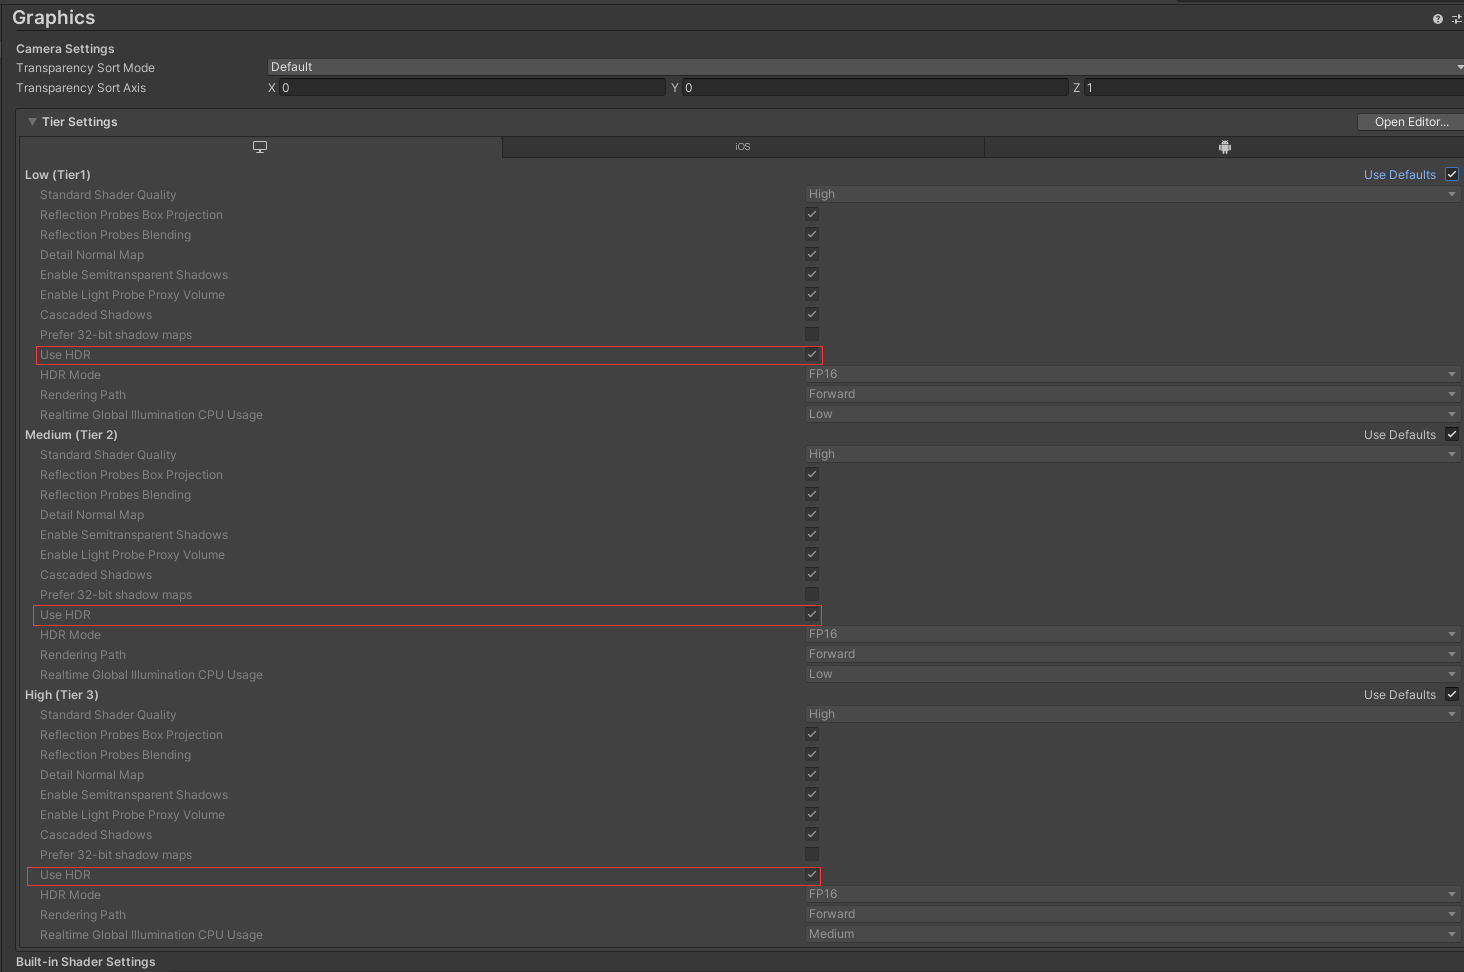 Graphics
Camera Settings
Transparency Sort Mode Default
Transparency Sort Axis X 0 Y 0 Z 1
Tier Settings Open Editor...
iOS
Low (Tier1) Use Defaults
Standard Shader Quality High
Reflection Probes Box Projection
Reflection Probes Blending
Detail Normal Map
Enable Semitransparent Shadows
Enable Light Probe Proxy Volume
Cascaded Shadows
Prefer 32-bit shadow maps
Use HDR
HDR Mode FP16
Rendering Path Forward
Realtime Global Illumination CPU Usage Low
Medium (Tier 2) Use Defaults
Standard Shader Quality High
Reflection Probes Box Projection
Reflection Probes Blending
Detail Normal Map
Enable Semitransparent Shadows
Enable Light Probe Proxy Volume
Cascaded Shadows
Prefer 32-bit shadow maps
Use HDR
HDR Mode FP16
Rendering Path Forward
Realtime Global Illumination CPU Usage Low
High (Tier 3) Use Defaults
Standard Shader Quality High
Reflection Probes Box Projection
Reflection Probes Blending
Detail Normal Map
Enable Semitransparent Shadows
Enable Light Probe Proxy Volume
Cascaded Shadows
Prefer 32-bit shadow maps
Use HDR
HDR Mode FP16
Rendering Path Forward
Realtime Global Illumination CPU Usage Medium
Built-in Shader Settings